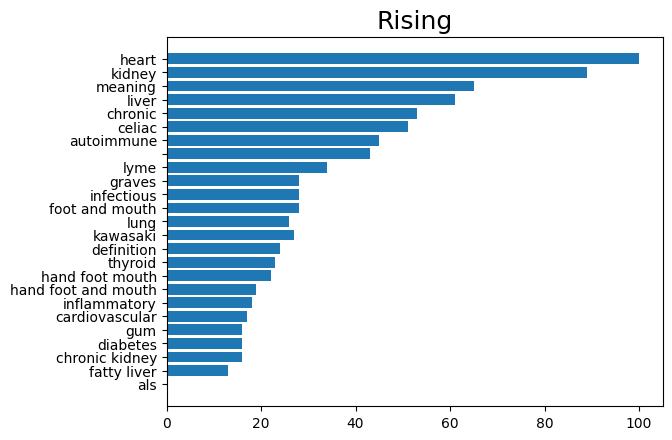 Rising
heart
kidney
meaning
liver
chronic
celiac
autoimmune
lyme
graves
infectious
foot and mouth
lung
kawasaki
definition
thyroid
hand foot mouth
hand foot and mouth
inflammatory
cardiovascular
gum
diabetes
chronic kidney
fatty liver
als
0 20 40 60 80 100